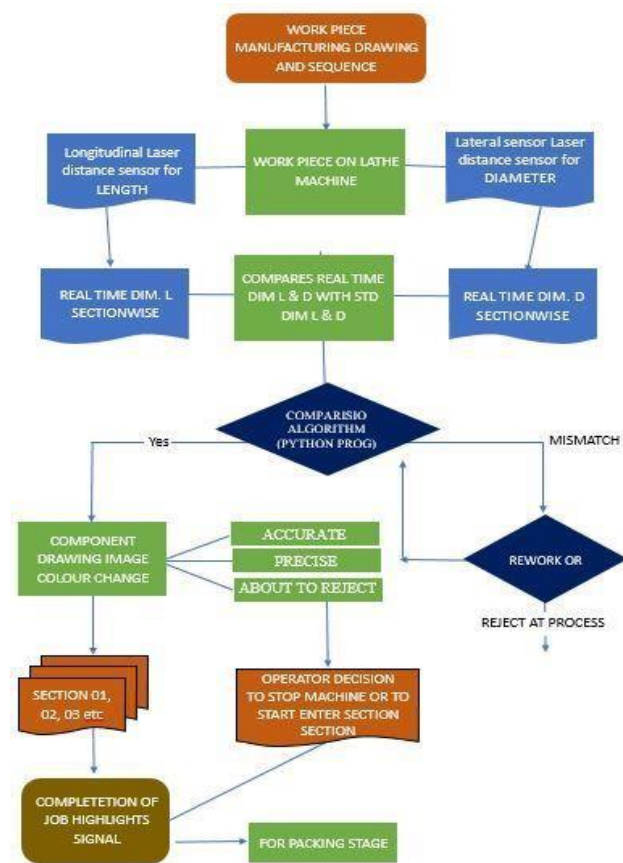 WORK PIECE
MANUFACTURING DRAWING
AND SEQUENCE
Longitudinal Laser
distance sensor for
LENGTH
WORK PIECE ON LATHE
MACHINE
Lateral sensor Laser
distance sensor for
DIAMETER
REAL TIME DIM. L
SECTIONWISE
COMPARES REAL TIME
DIM L & D WITH STD
DIM L & D
REAL TIME DIM. D
SECTIONWISE
COMPARISIO
ALGORITHM
(PYTHON PROG)
Yes
MISMATCH
COMPONENT
DRAWING IMAGE
COLOUR CHANGE
ACCURATE
PRECISE
ABOUT TO REJECT
REWORK OR
REJECT AT PROCESS
SECTION 01,
02, 03 etc
OPERATOR DECISION
TO STOP MACHINE OR TO
START ENTER SECTION
SECTION
COMPLETETION OF
JOB HIGHLIGHTS
SIGNAL
FOR PACKING STAGE